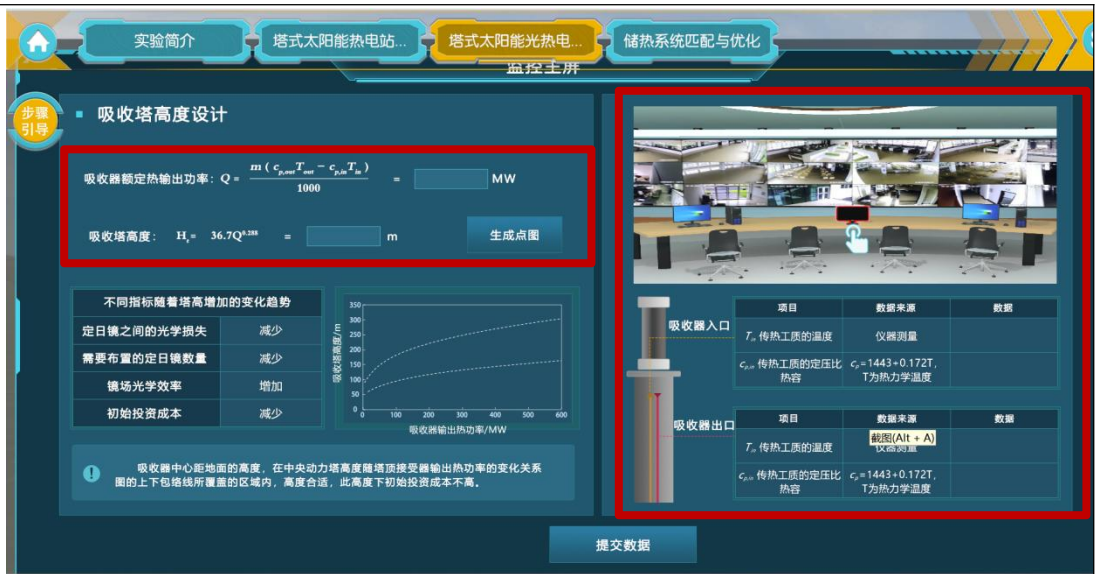 实验简介
塔式太阳能热电站...
塔式太阳能光热电...
储热系统匹配与优化
监控主屏
步骤
引导
吸收塔高度设计
吸收器额定热输出功率：Q = m ( c_{p,out}T_{out} − c_{p,in}T_{in} ) / 1000 = MW
吸收塔高度： H_t= 36.7Q^{0.288} = m
生成点图
不同指标随着塔高增加的变化趋势
定日镜之间的光学损失 减少
需要布置的定日镜数量 减少
镜场光学效率 增加
初始投资成本 减少
吸收塔高度/m
350
300
250
200
150
100
50
0
0 100 200 300 400 500 600
吸收器输出热功率/MW
吸收器中心距地面的高度，在中央动力塔高度随塔顶接受器输出热功率的变化关系
图的上下包络线所覆盖的区域内，高度合适，此高度下初始投资成本不高。
吸收器入口
项目 数据来源 数据
T_{in} 传热工质的温度 仪器测量
c_{p,in} 传热工质的定压比 c_p=1443+0.172T，
热容 T为热力学温度
吸收器出口
项目 数据来源 数据
截图(Alt + A)
T_{in} 传热工质的温度 仪器测量
c_{p,in} 传热工质的定压比 c_p=1443+0.172T，
热容 T为热力学温度
提交数据